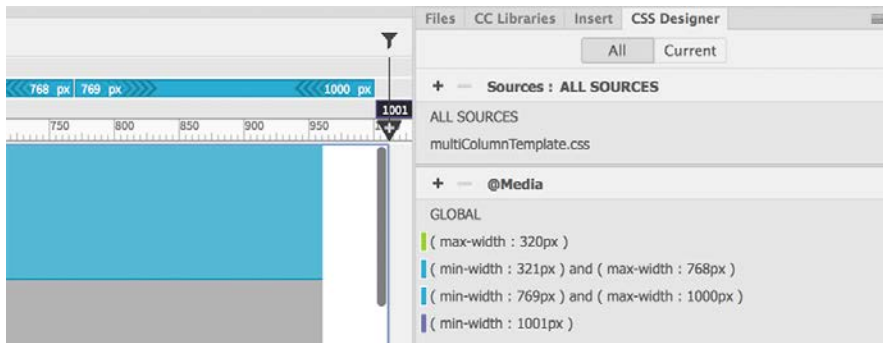 Files CC Libraries Insert CSS Designer
All Current
768 px 769 px 1000 px
+ — Sources : ALL SOURCES
1001
ALL SOURCES
750 800 850 900 950
multiColumnTemplate.css
+ — @Media
GLOBAL
( max-width : 320px )
( min-width : 321px ) and ( max-width : 768px )
( min-width : 769px ) and ( max-width : 1000px )
( min-width : 1001px )